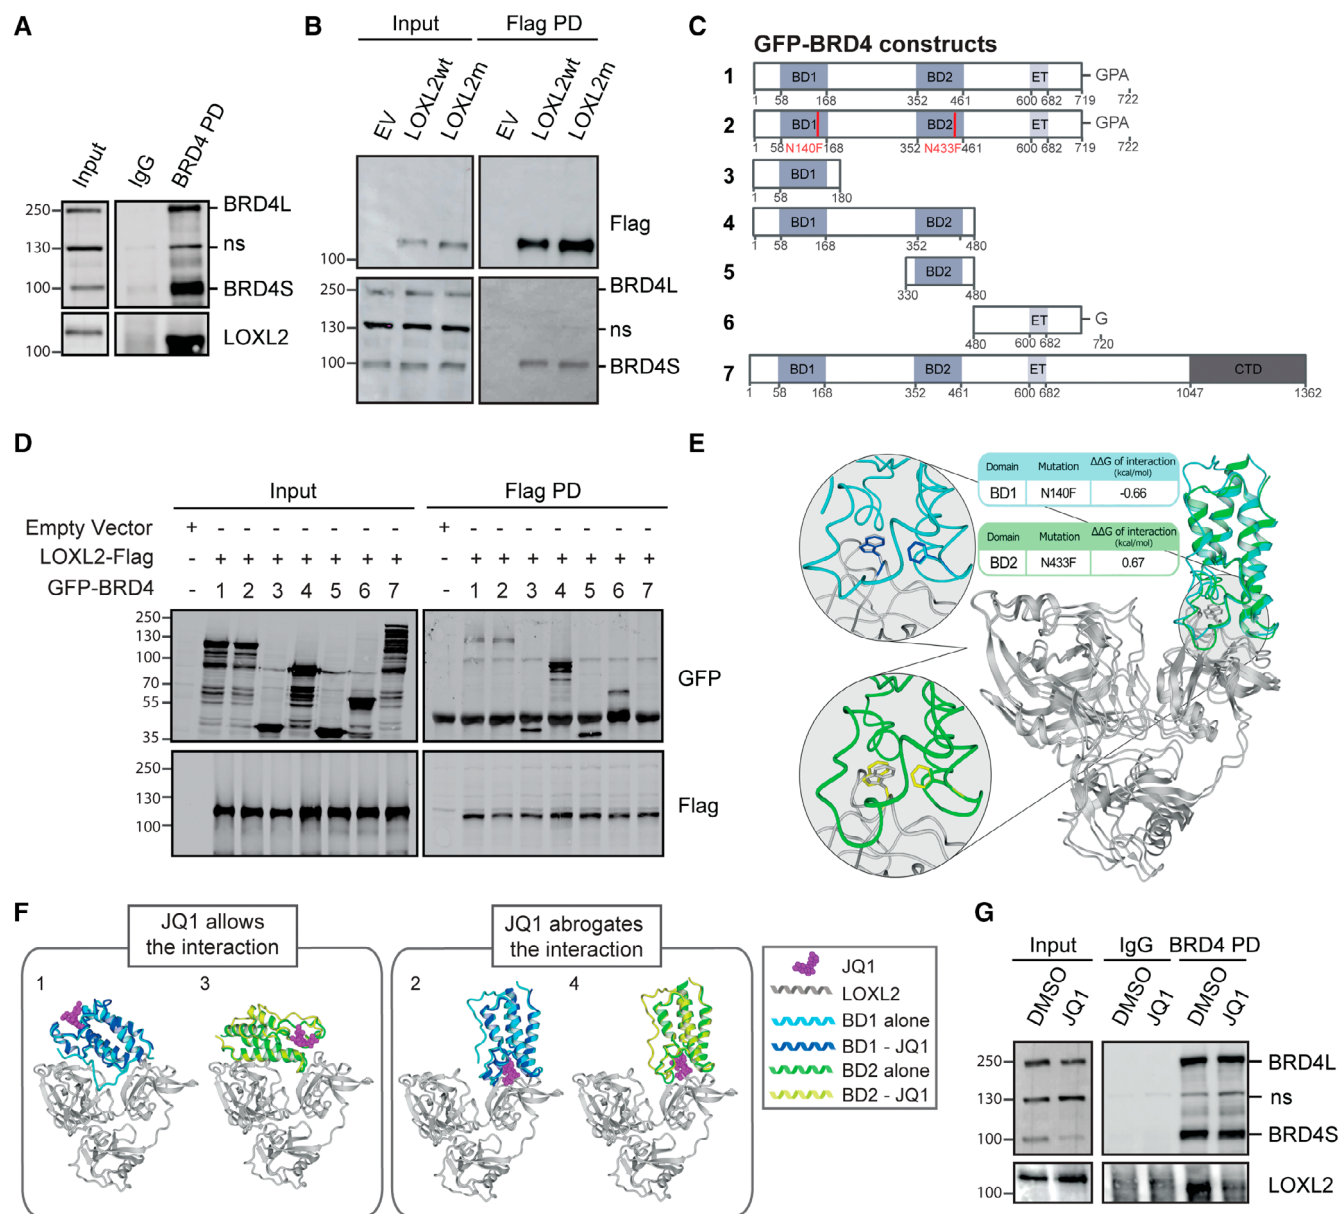 A
Input
IgG
BRD4 PD
250
130
100
100
BRD4L
ns
BRD4S
LOXL2
B
Input
Flag PD
EV
LOXL2wt
LOXL2m
EV
LOXL2wt
LOXL2m
100
250
130
100
Flag
BRD4L
ns
BRD4S
C
GFP-BRD4 constructs
1
BD1
BD2
ET
GPA
1 58 168 352 461 600 682 719 722
2
BD1
BD2
ET
GPA
1 58 N140F 168 352 N433F 461 600 682 719 722
3
BD1
1 58 180
4
BD1
BD2
1 58 168 352 480
5
BD2
330 480
6
ET
G
480 600 682 720
7
BD1
BD2
ET
CTD
1 58 168 352 461 600 682 1047 1362
D
Input
Flag PD
Empty Vector + - - - - - - - + - - - - - - -
LOXL2-Flag - + + + + + + + - + + + + + + +
GFP-BRD4 - 1 2 3 4 5 6 7 - 1 2 3 4 5 6 7
250
130
100
70
55
35
GFP
250
130
100
Flag
E
Domain Mutation ΔΔG of interaction (kcal/mol)
BD1 N140F -0.66
Domain Mutation ΔΔG of interaction (kcal/mol)
BD2 N433F 0.67
F
JQ1 allows
the interaction
1
3
JQ1 abrogates
the interaction
2
4
JQ1
LOXL2
BD1 alone
BD1 - JQ1
BD2 alone
BD2 - JQ1
G
Input
IgG
BRD4 PD
DMSO
JQ1
DMSO
JQ1
DMSO
JQ1
250
130
100
100
BRD4L
ns
BRD4S
LOXL2